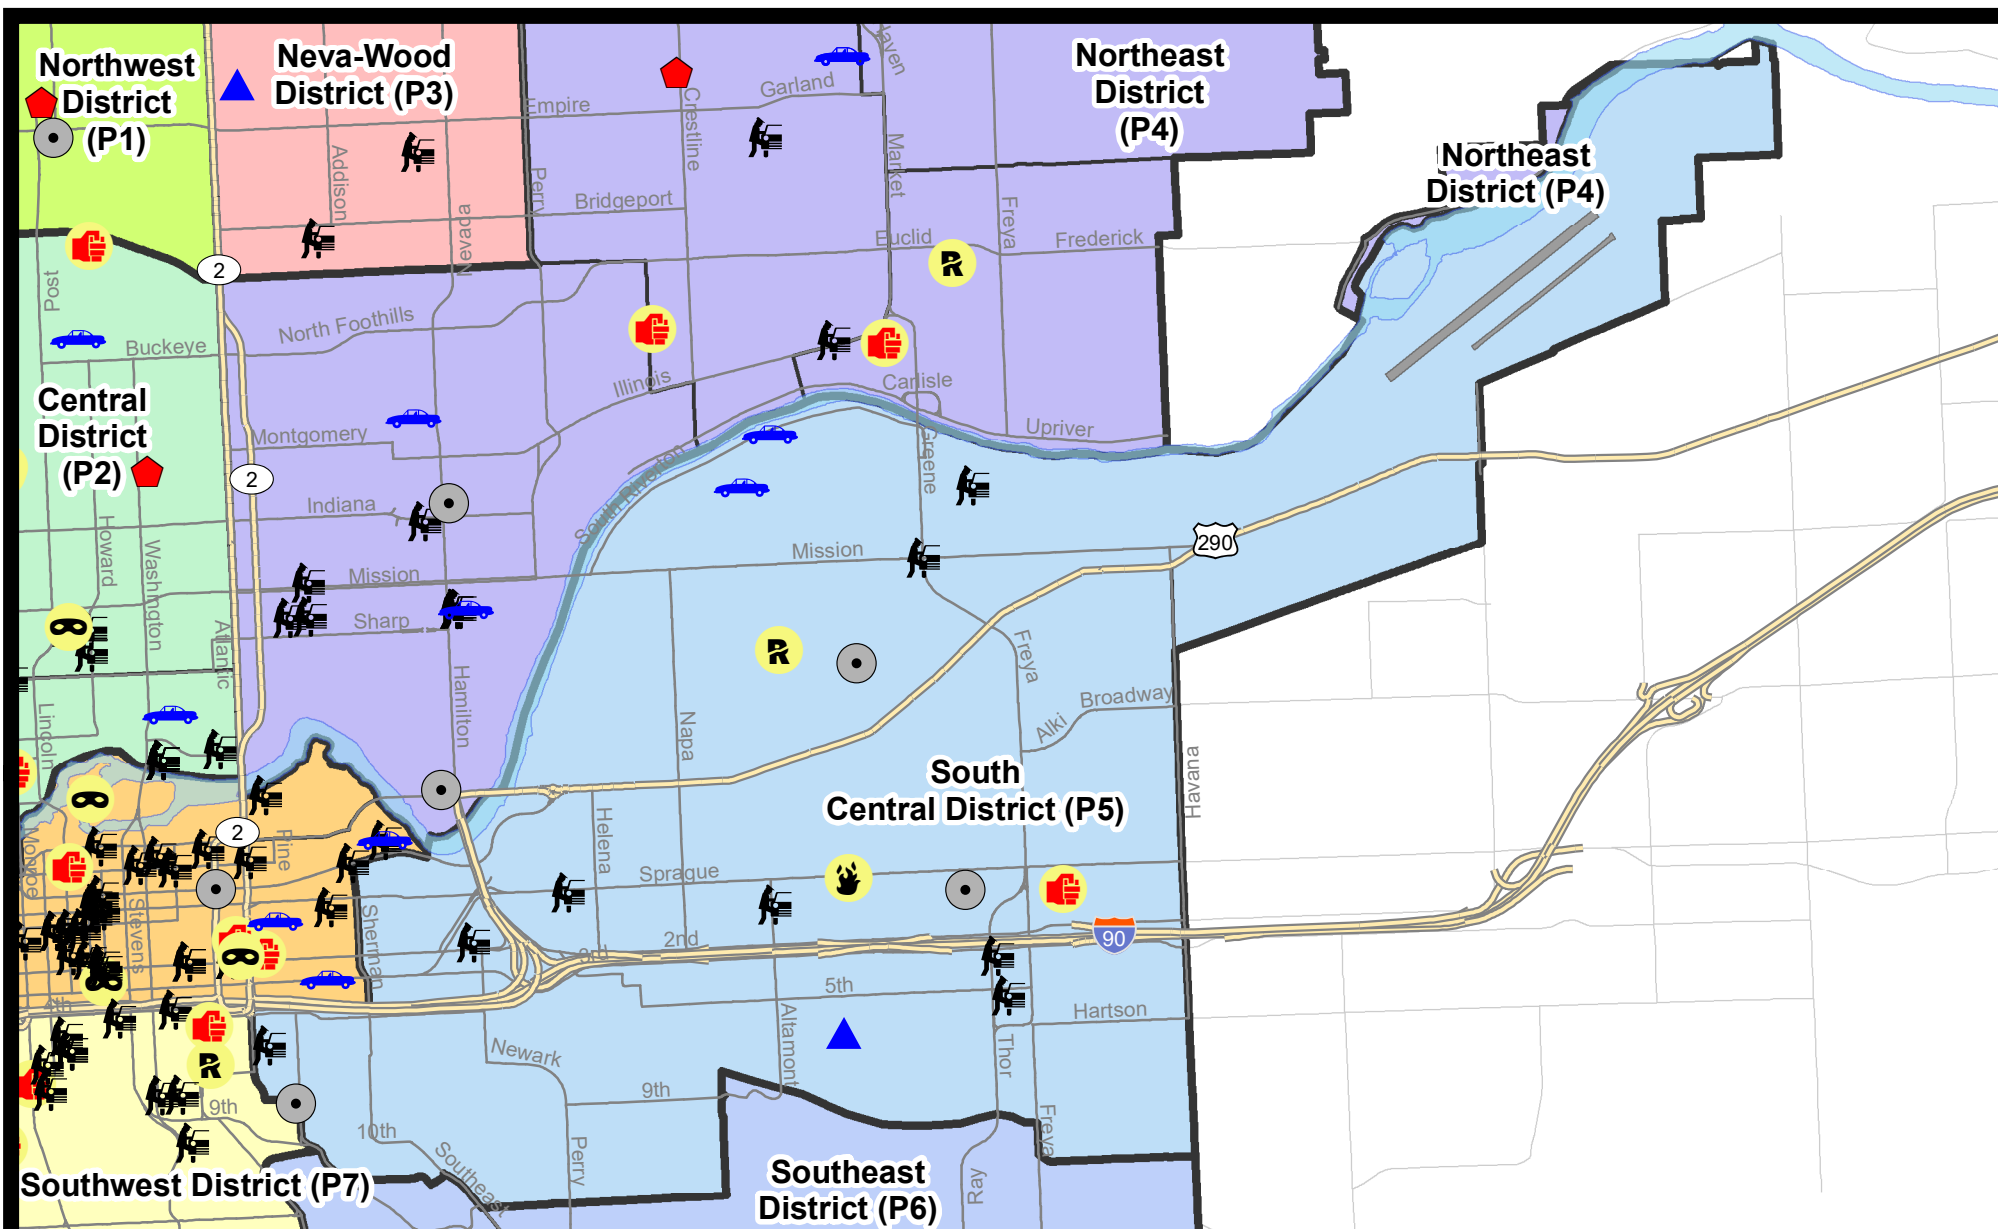 Northwest
District
(P1)
Neva-Wood
District (P3)
Northeast
District
(P4)
Northeast
District (P4)
Central
District
(P2)
South
Central District (P5)
Southeast
District (P6)
Southwest District (P7)
Empire
Garland
Haven
Crestline
Market
Addison
Perry
Nevada
Bridgeport
Euclid
Freya
Frederick
Post
2
Buckeye
North Foothills
Illinois
Carlisle
Upriver
Greene
Montgomery
2
Indiana
South Riverton
Howard
Washington
Mission
Mission
290
Sharp
Atlantic
Hamilton
Lincoln
Napa
Freya
Alki
Broadway
Havana
2
Pine
Monroe
Stevens
Sherman
Helena
Sprague
2nd
3rd
90
4th
5th
Altamont
Hartson
Thor
Newark
9th
9th
10th
Perry
Southeast
Freya
Ray
R
R
R